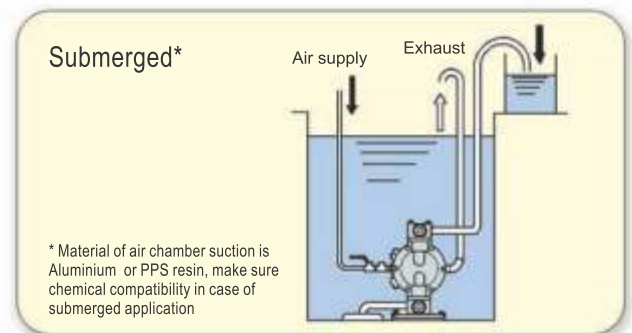 Submerged*
Air supply
Exhaust
* Material of air chamber suction is
Aluminium or PPS resin, make sure
chemical compatibility in case of
submerged application